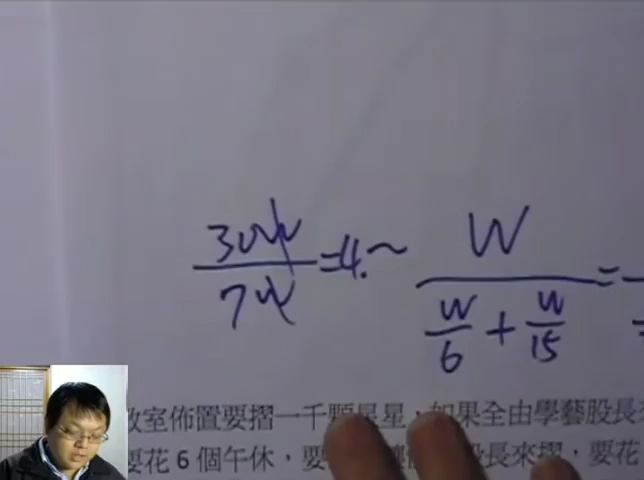 30W/7W=4.~ W/(W/6+W/15)=
教室佈置要摺一千顆星星，如果全由學藝股長
要花 6 個午休，要 股長來摺，要花